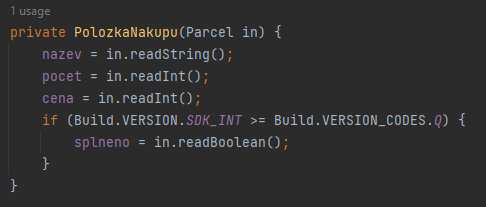 1 usage
private PolozkaNakupu(Parcel in) {
    nazev = in.readString();
    pocet = in.readInt();
    cena = in.readInt();
    if (Build.VERSION.SDK_INT >= Build.VERSION_CODES.Q) {
        splneno = in.readBoolean();
    }
}